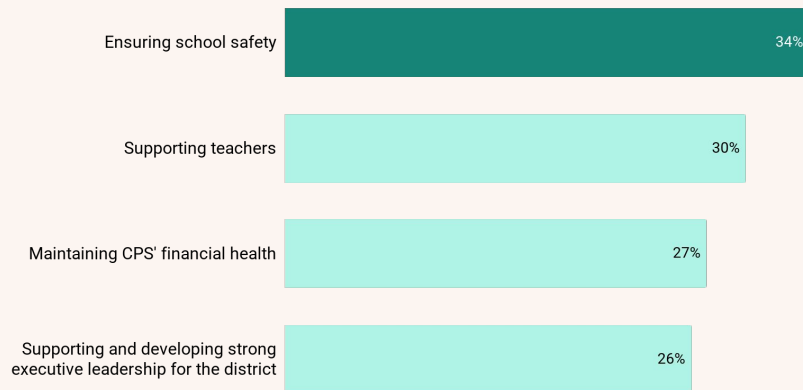 Ensuring school safety 34%
Supporting teachers 30%
Maintaining CPS' financial health 27%
Supporting and developing strong
executive leadership for the district 26%